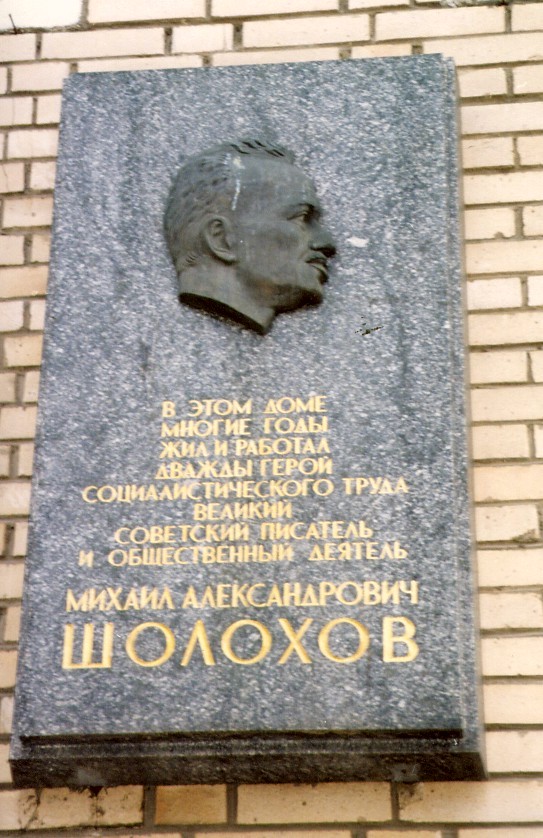 В ЭТОМ ДОМЕ
МНОГИЕ ГОДЫ
ЖИЛ И РАБОТАЛ
ДВАЖДЫ ГЕРОЙ
СОЦИАЛИСТИЧЕСКОГО ТРУДА
ВЕЛИКИЙ
СОВЕТСКИЙ ПИСАТЕЛЬ
И ОБЩЕСТВЕННЫЙ ДЕЯТЕЛЬ
МИХАИЛ АЛЕКСАНДРОВИЧ
ШОЛОХОВ